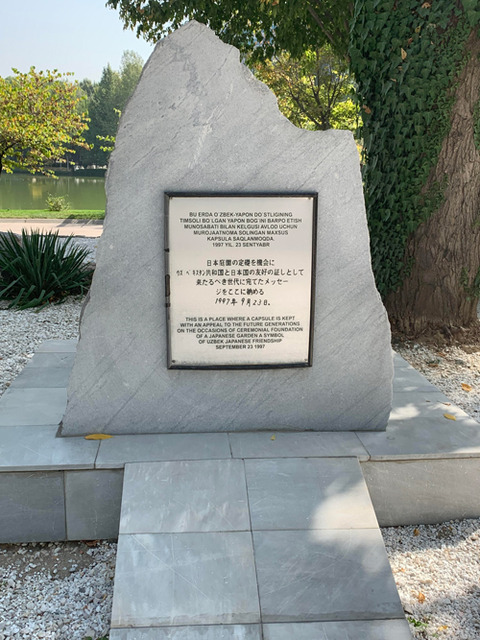 BU ERDA O'ZBEK-YAPON DO'STLIGINING
TIMSOLI BO'LGAN YAPON BOG'INI BARPO ETISH
MUNOSABATI BILAN KELGUSI AVLOD UCHUN
MUROJAATNOMA SOLINGAN MAXSUS
KAPSULA SAQLANMOQDA
1997 YIL. 23 SENTYABR
日本庭園の定礎を機会に
ウズベキスタン共和国と日本国の友好の証しとして
来たるべき世代に宛てたメッセー
ジをここに納める
1997年 9月23日.
THIS IS A PLACE WHERE A CAPSULE IS KEPT
WITH AN APPEAL TO THE FUTURE GENERATIONS
ON THE OCCASIONS OF CEREMONIAL FOUNDATION
OF A JAPANESE GARDEN A SYMBOL
OF UZBEK JAPANESE FRIENDSHIP
SEPTEMBER 23 1997